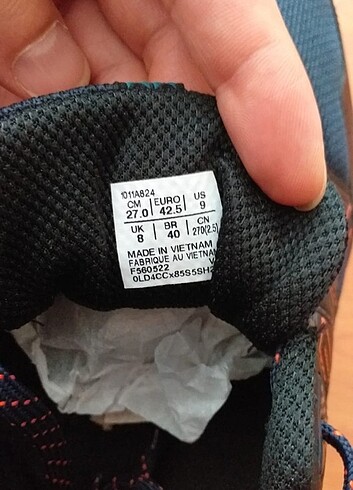 1011A824
CM EURO US
27.0 42.5 9
UK BR CN
8 40 270(2.5)
MADE IN VIETNAM
FABRIQUE AU VIETNAM
F560522